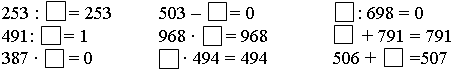 253 : □ = 253 503 – □ = 0 □ : 698 = 0
491: □ = 1 968 · □ = 968 □ + 791 = 791
387 · □ = 0 □ · 494 = 494 506 + □ =507